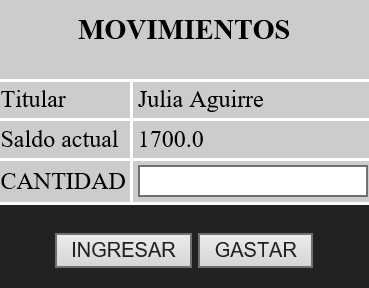 MOVIMIENTOS
Titular Julia Aguirre
Saldo actual 1700.0
CANTIDAD
INGRESAR GASTAR